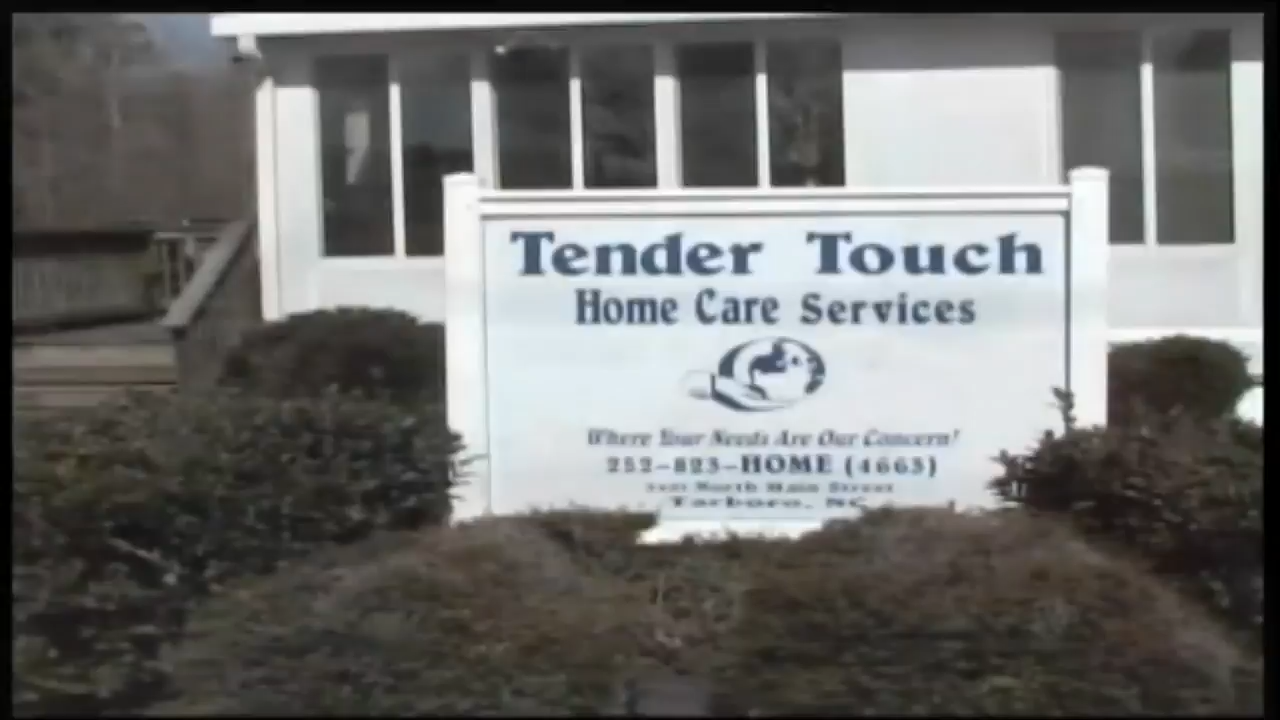 Tender Touch
Home Care Services
Where Your Needs Are Our Concern!
252-823-HOME (4663)
North Main Street
Tarboro, NC